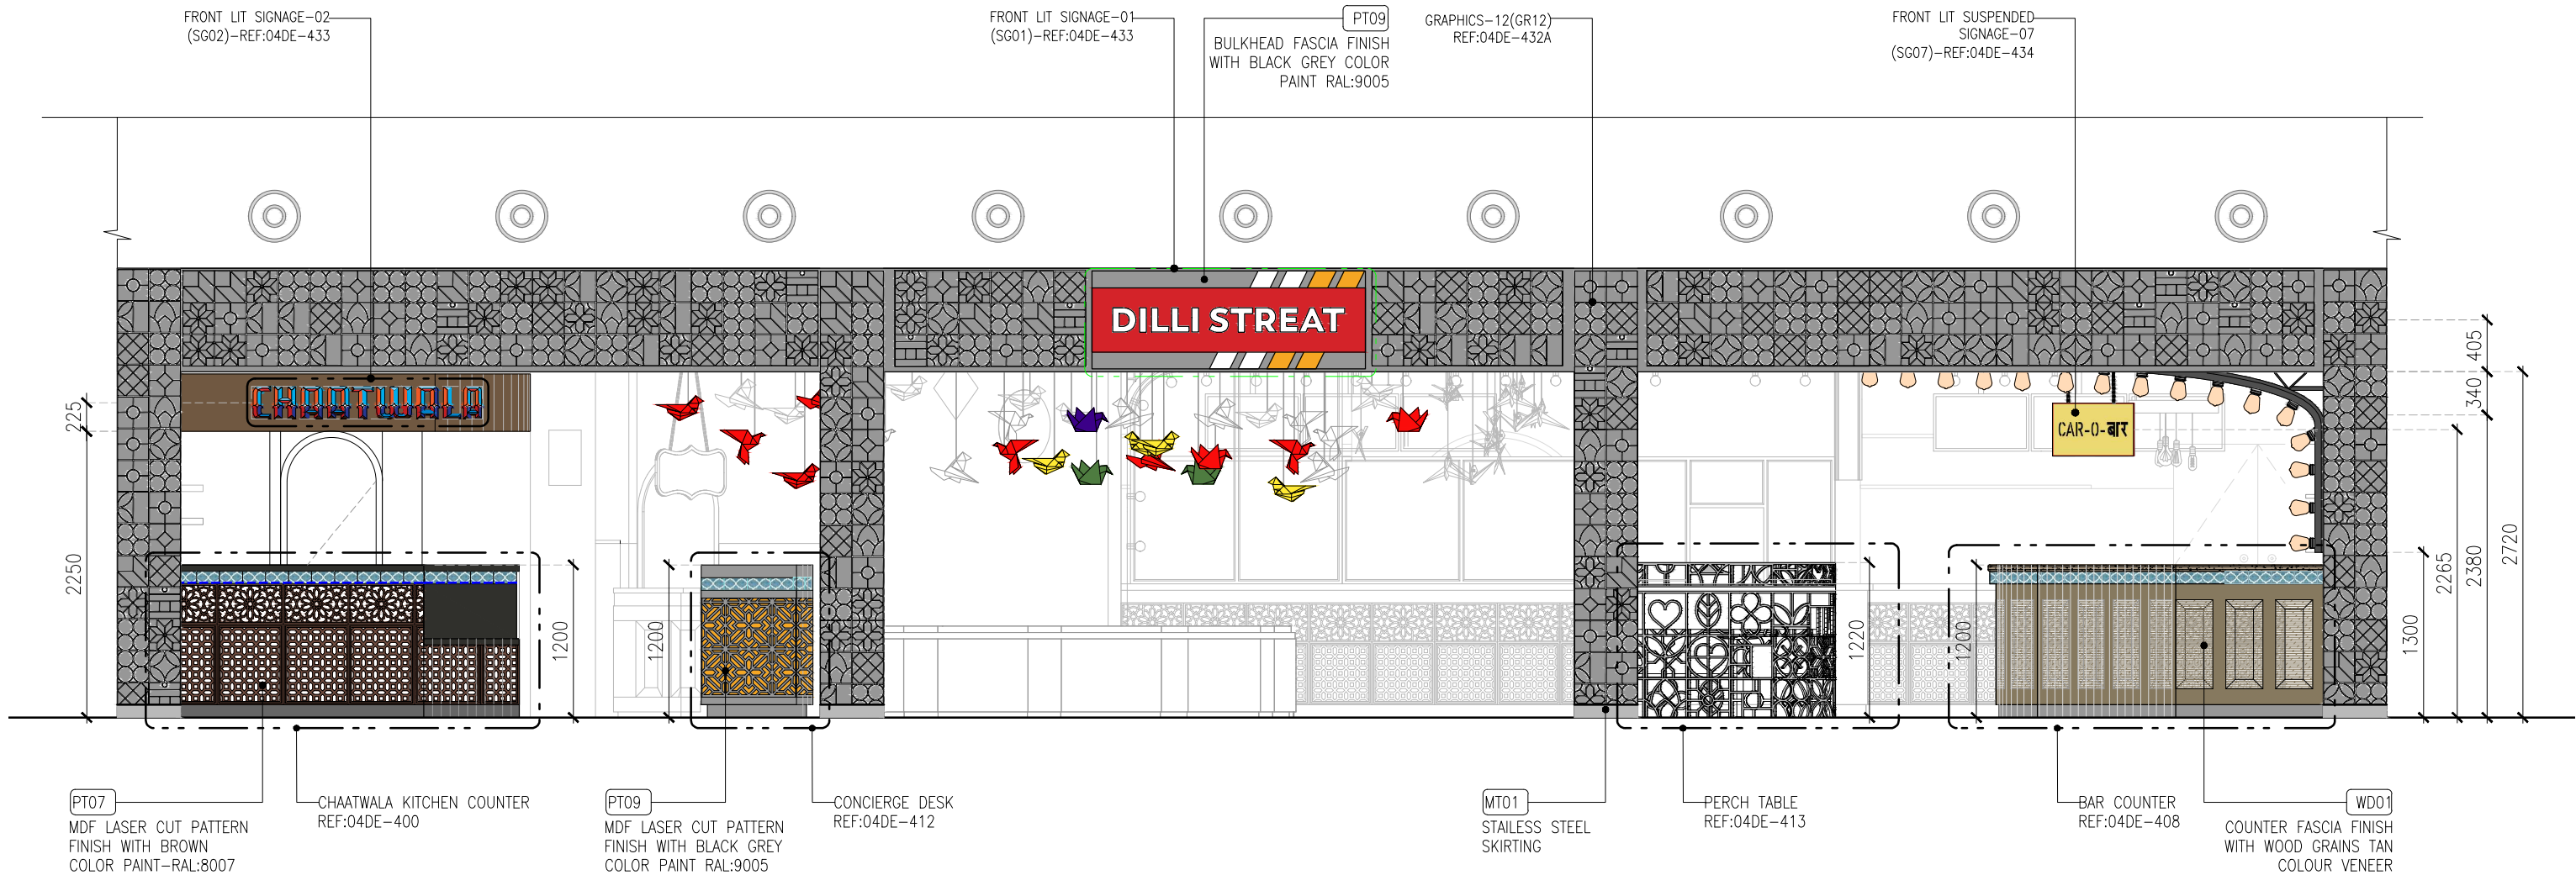 FRONT LIT SIGNAGE-02
(SG02)-REF:04DE-433
FRONT LIT SIGNAGE-01
(SG01)-REF:04DE-433
PT09
BULKHEAD FASCIA FINISH
WITH BLACK GREY COLOR
PAINT RAL:9005
GRAPHICS-12(GR12)
REF:04DE-432A
FRONT LIT SUSPENDED
SIGNAGE-07
(SG07)-REF:04DE-434
DILLI STREAT
CHAATWALA
CAR-O-बार
225
2250
1200
1200
1220
1200
405
340
2265
2380
2720
1300
PT07
MDF LASER CUT PATTERN
FINISH WITH BROWN
COLOR PAINT-RAL:8007
CHAATWALA KITCHEN COUNTER
REF:04DE-400
PT09
MDF LASER CUT PATTERN
FINISH WITH BLACK GREY
COLOR PAINT RAL:9005
CONCIERGE DESK
REF:04DE-412
MT01
STAILESS STEEL
SKIRTING
PERCH TABLE
REF:04DE-413
BAR COUNTER
REF:04DE-408
WD01
COUNTER FASCIA FINISH
WITH WOOD GRAINS TAN
COLOUR VENEER